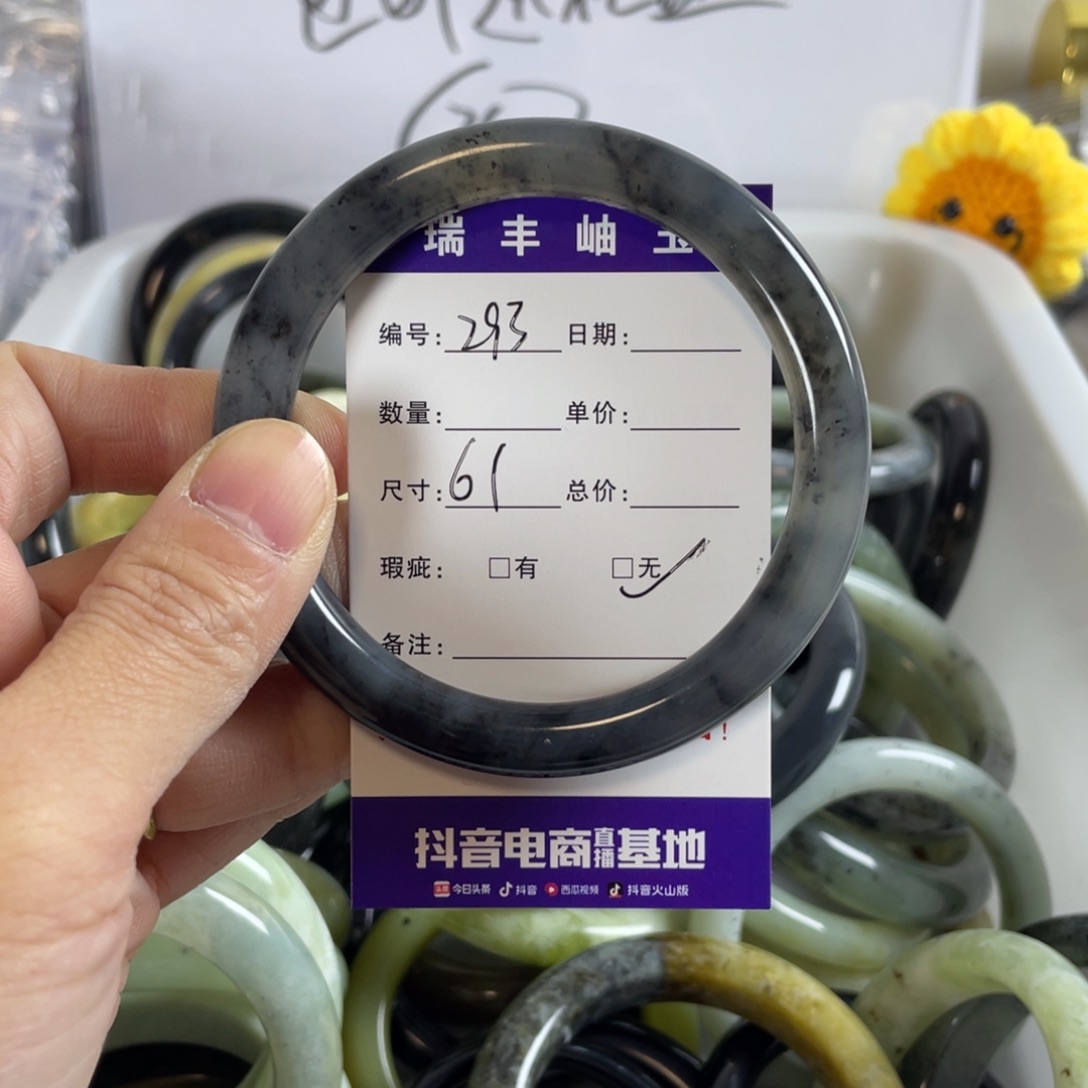 瑞丰岫玉
编号: 293 日期:
数量: 单价:
尺寸: 61 总价:
瑕疵: □有 □无✓
备注:
!
抖音电商直播基地
头条 今日头条 抖音 西瓜视频 抖音火山版